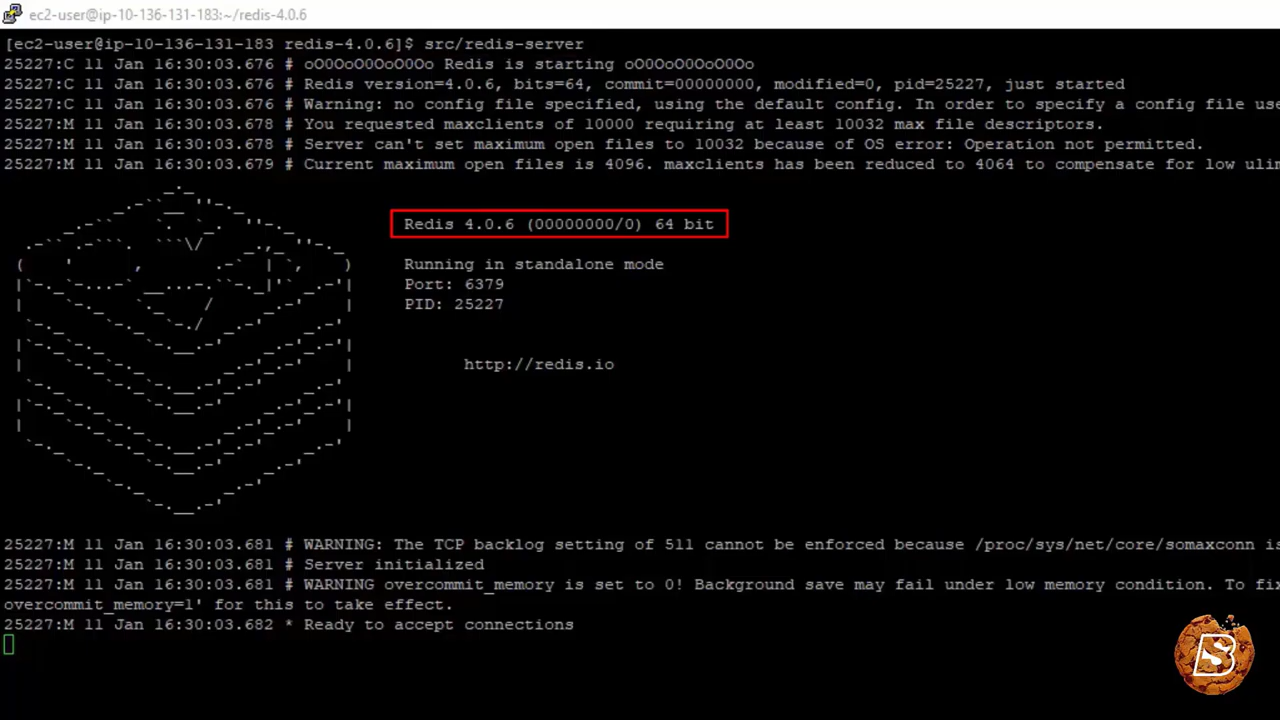 ec2-user@ip-10-136-131-183:~/redis-4.0.6
[ec2-user@ip-10-136-131-183 redis-4.0.6]$ src/redis-server
25227:C 11 Jan 16:30:03.676 # oO0OoO0OoO0Oo Redis is starting oO0OoO0OoO0Oo
25227:C 11 Jan 16:30:03.676 # Redis version=4.0.6, bits=64, commit=00000000, modified=0, pid=25227, just started
25227:C 11 Jan 16:30:03.676 # Warning: no config file specified, using the default config. In order to specify a config file use
25227:M 11 Jan 16:30:03.678 # You requested maxclients of 10000 requiring at least 10032 max file descriptors.
25227:M 11 Jan 16:30:03.678 # Server can't set maximum open files to 10032 because of OS error: Operation not permitted.
25227:M 11 Jan 16:30:03.679 # Current maximum open files is 4096. maxclients has been reduced to 4064 to compensate for low ulim
Redis 4.0.6 (00000000/0) 64 bit
Running in standalone mode
Port: 6379
PID: 25227
http://redis.io
25227:M 11 Jan 16:30:03.681 # WARNING: The TCP backlog setting of 511 cannot be enforced because /proc/sys/net/core/somaxconn is
25227:M 11 Jan 16:30:03.681 # Server initialized
25227:M 11 Jan 16:30:03.681 # WARNING overcommit_memory is set to 0! Background save may fail under low memory condition. To fix
overcommit_memory=1' for this to take effect.
25227:M 11 Jan 16:30:03.682 * Ready to accept connections